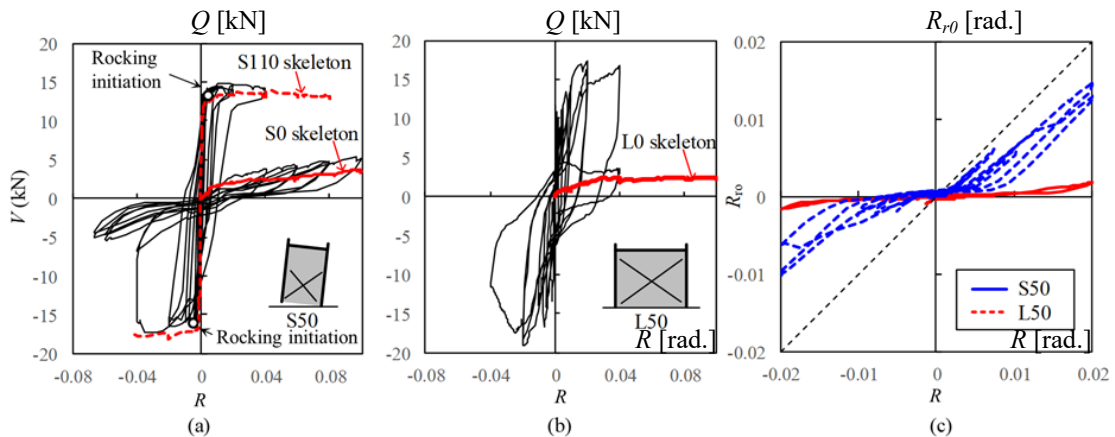 Q [kN]
20
15
10
5
0
-5
-10
-15
-20
V (kN)
Rocking
initiation
S110 skeleton
S0 skeleton
S50
Rocking initiation
-0.08
-0.04
0
0.04
0.08
R
(a)
Q [kN]
20
15
10
5
0
-5
-10
-15
-20
L0 skeleton
L50
R [rad.]
-0.08
-0.04
0
0.04
0.08
R
(b)
Rr0 [rad.]
0.02
0.01
0
-0.01
-0.02
Rro
S50
L50
R [rad.]
-0.02
-0.01
0
0.01
0.02
R
(c)